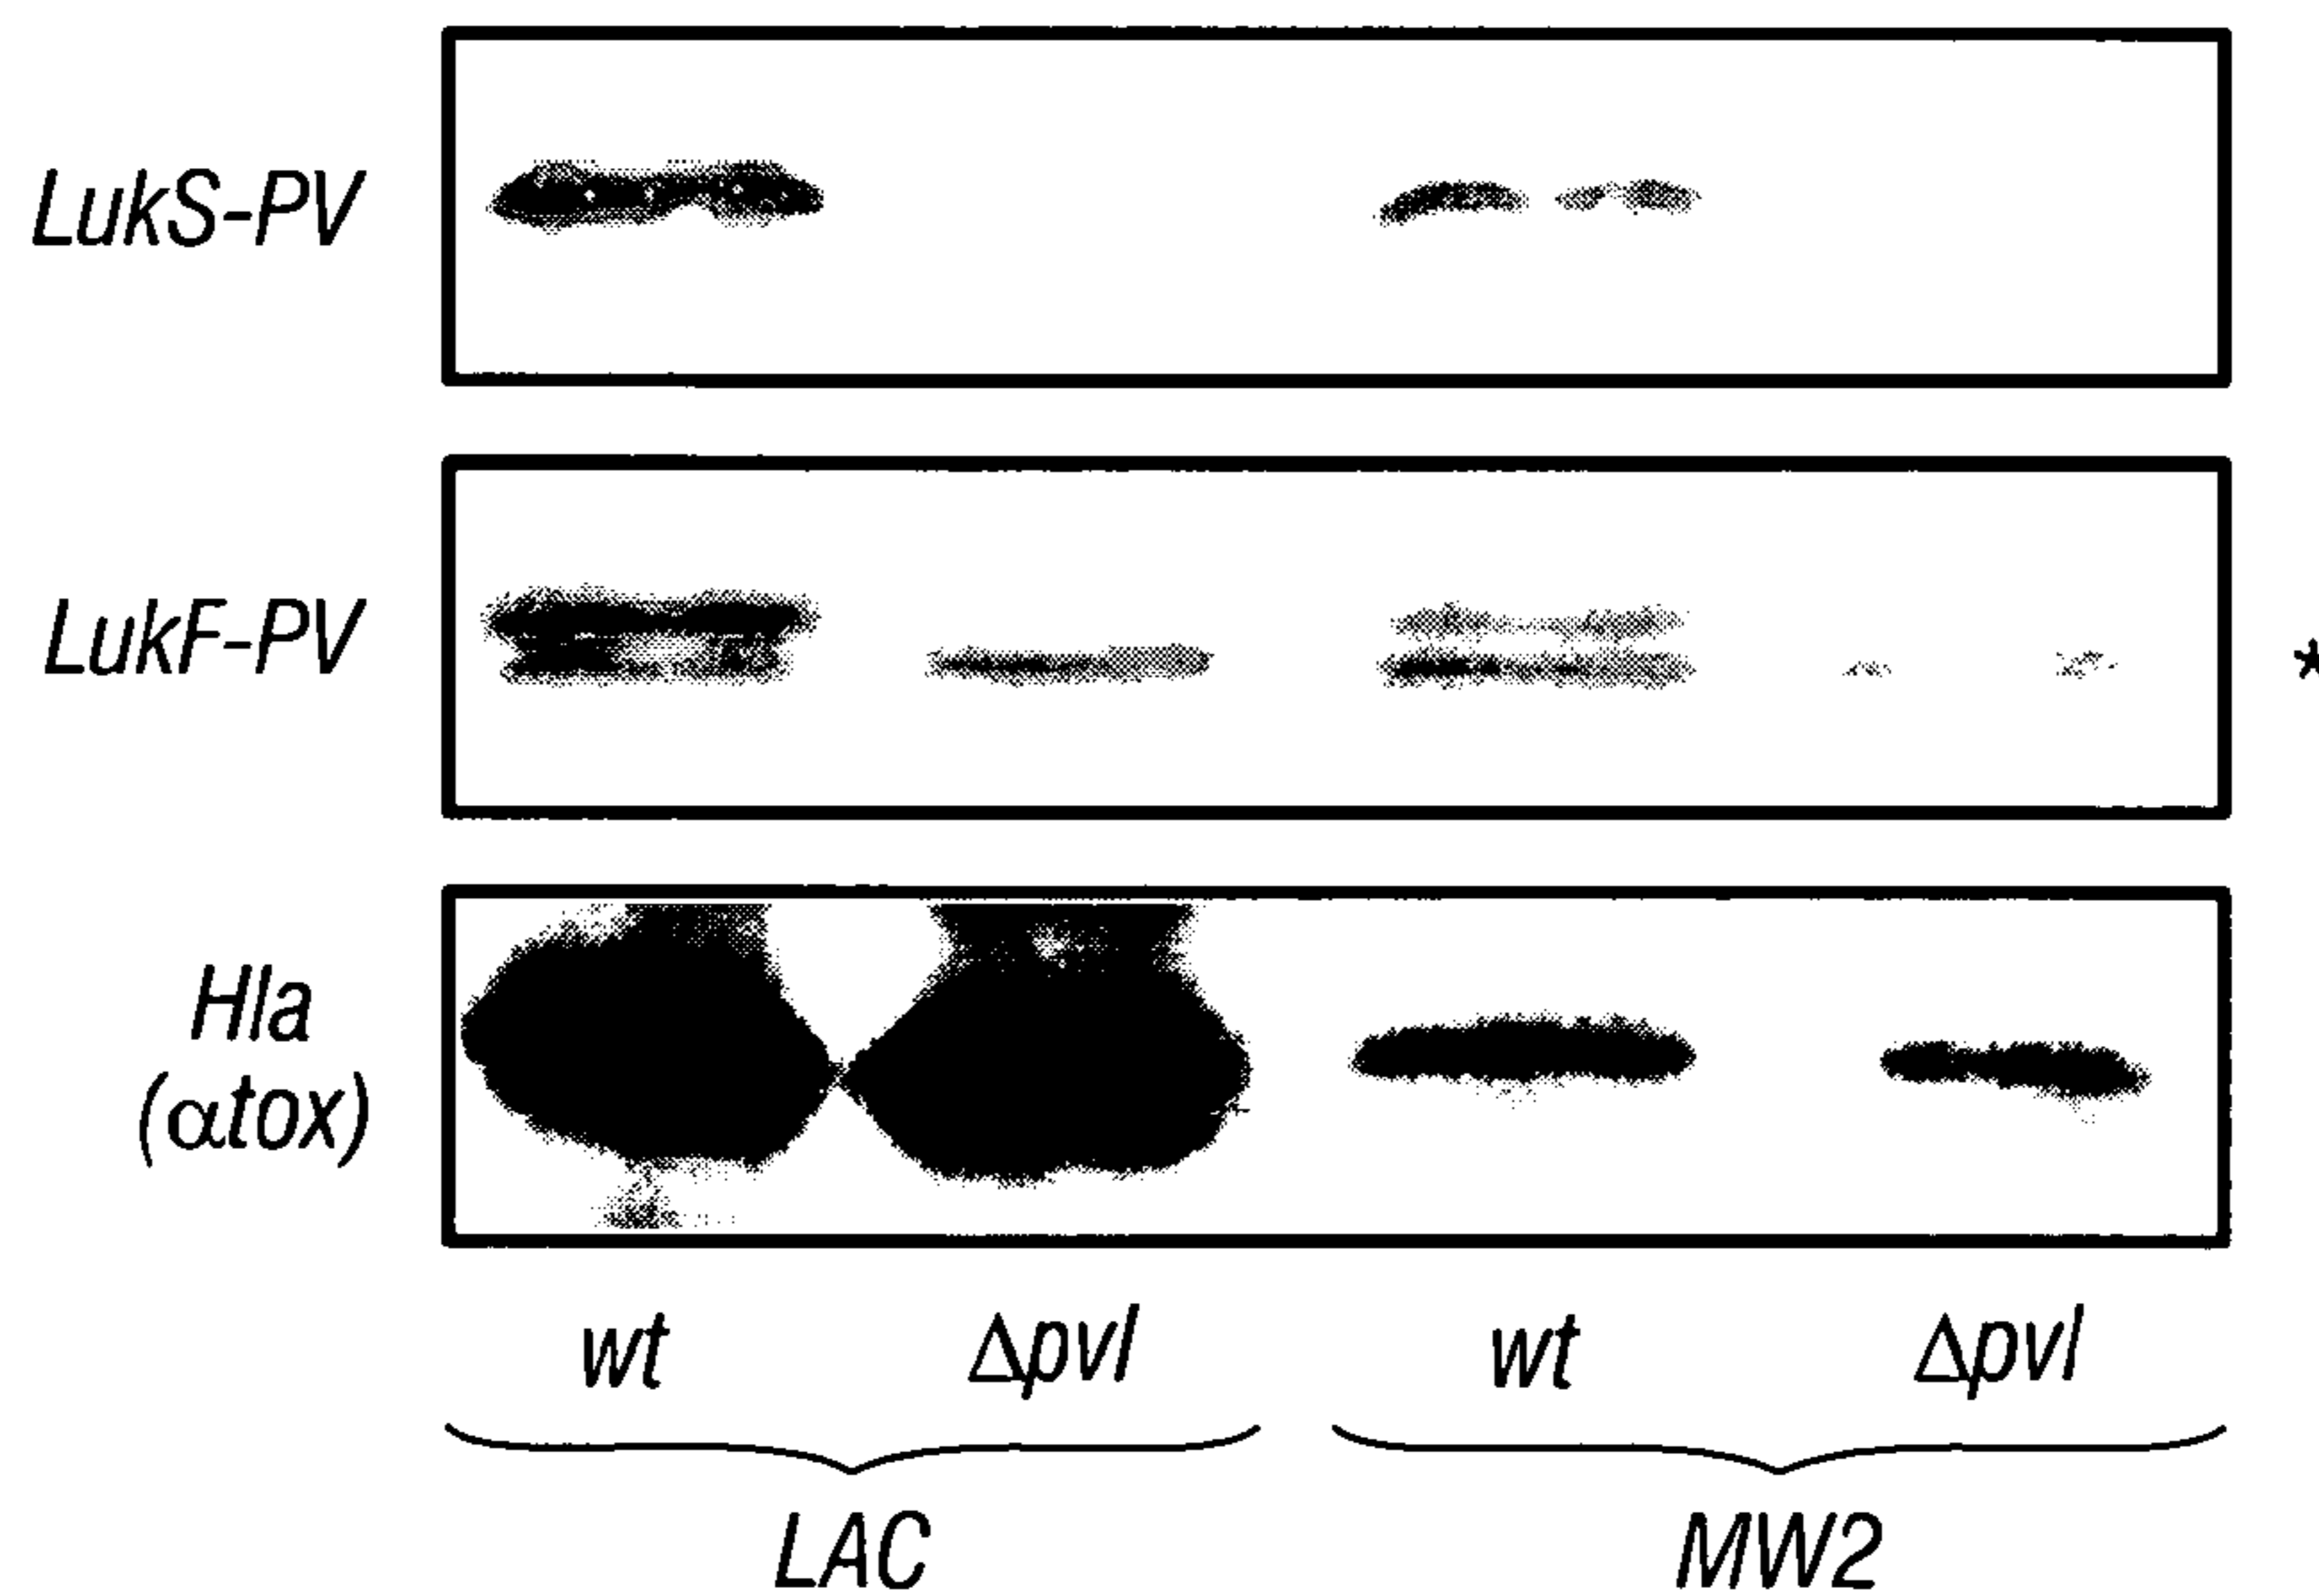 LukS-PV
LukF-PV
*
Hla
(αtox)
wt Δpvl wt Δpvl
LAC MW2